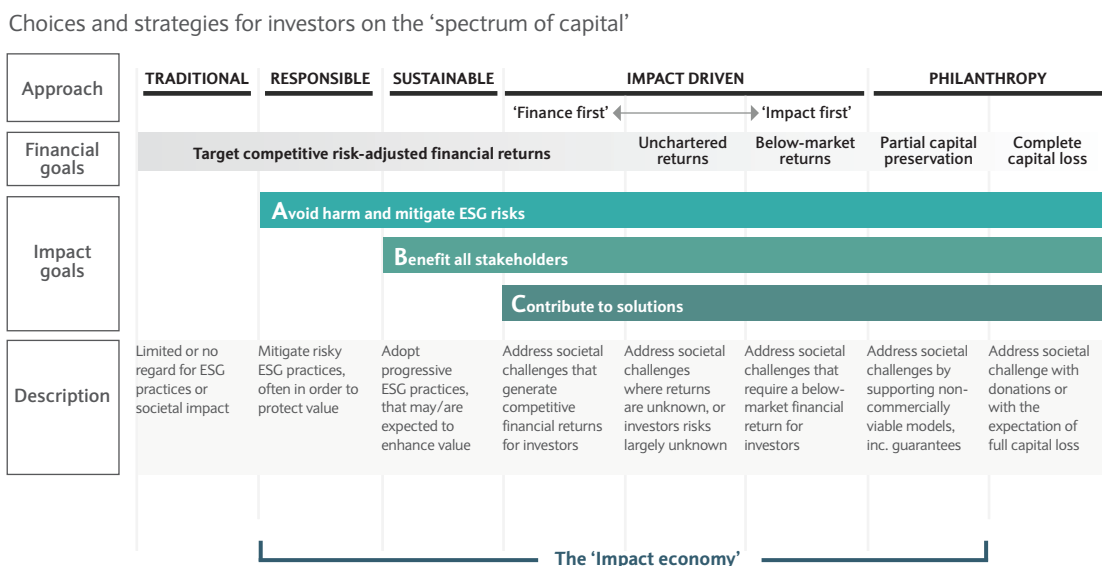 Choices and strategies for investors on the ‘spectrum of capital’
Approach
TRADITIONAL
RESPONSIBLE
SUSTAINABLE
IMPACT DRIVEN
PHILANTHROPY
‘Finance first’
‘Impact first’
Financial
goals
Target competitive risk-adjusted financial returns
Unchartered
returns
Below-market
returns
Partial capital
preservation
Complete
capital loss
Impact
goals
Avoid harm and mitigate ESG risks
Benefit all stakeholders
Contribute to solutions
Description
Limited or no
regard for ESG
practices or
societal impact
Mitigate risky
ESG practices,
often in order to
protect value
Adopt
progressive
ESG practices,
that may/are
expected to
enhance value
Address societal
challenges that
generate
competitive
financial returns
for investors
Address societal
challenges
where returns
are unknown, or
investors risks
largely unknown
Address societal
challenges that
require a below-
market financial
return for
investors
Address societal
challenges by
supporting non-
commercially
viable models,
inc. guarantees
Address societal
challenge with
donations or
with the
expectation of
full capital loss
The ‘Impact economy’